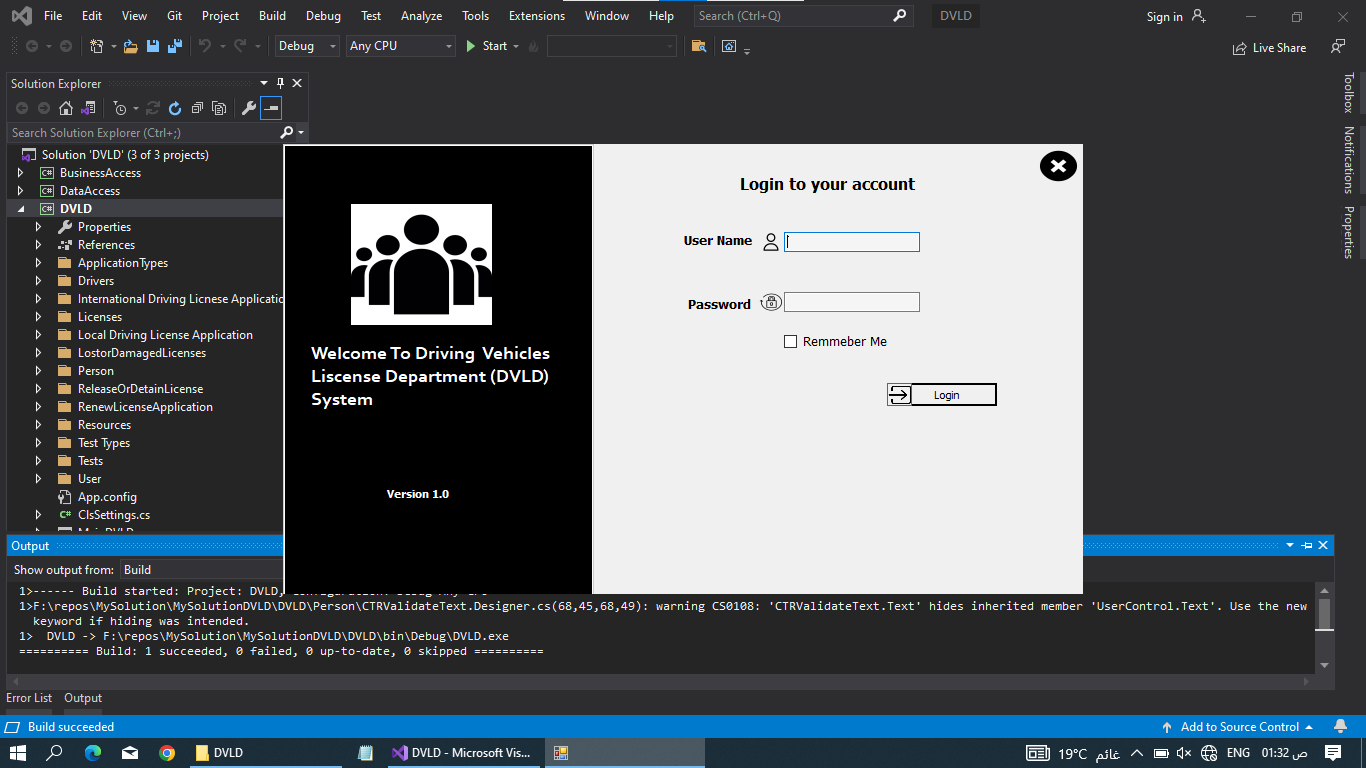 File Edit View Git Project Build Debug Test Analyze Tools Extensions Window Help Search (Ctrl+Q) DVLD Sign in
Debug Any CPU Start Live Share
Solution Explorer
Search Solution Explorer (Ctrl+;)
Solution 'DVLD' (3 of 3 projects)
BusinessAccess
DataAccess
DVLD
Properties
References
ApplicationTypes
Drivers
International Driving Licnese Applicatio
Licenses
Local Driving License Application
LostorDamagedLicenses
Person
ReleaseOrDetainLicense
RenewLicenseApplication
Resources
Test Types
Tests
User
App.config
ClsSettings.cs
Welcome To Driving Vehicles
Liscense Department (DVLD)
System
Version 1.0
Login to your account
User Name
Password
Remmeber Me
Login
Toolbox
Notifications
Properties
Output
Show output from: Build
1>------ Build started: Project: DVLD,
1>F:\repos\MySolution\MySolutionDVLD\DVLD\Person\CTRValidateText.Designer.cs(68,45,68,49): warning CS0108: 'CTRValidateText.Text' hides inherited member 'UserControl.Text'. Use the new
keyword if hiding was intended.
1> DVLD -> F:\repos\MySolution\MySolutionDVLD\DVLD\bin\Debug\DVLD.exe
========== Build: 1 succeeded, 0 failed, 0 up-to-date, 0 skipped ==========
Error List Output
Build succeeded Add to Source Control
DVLD DVLD - Microsoft Vis... 19°C غائم ENG 01:32 ص